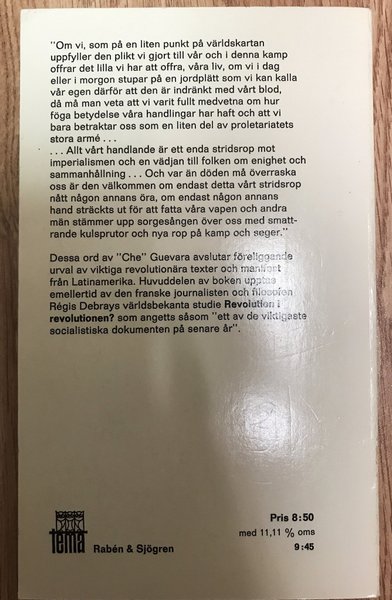 "Om vi, som på en liten punkt på världskartan
uppfyller den plikt vi gjort till vår och i denna kamp
offrar det lilla vi har att offra, våra liv, om vi i dag
eller i morgon stupar på en jordplätt som vi kan kalla
vår egen därför att den är indränkt med vårt blod,
då må man veta att vi varit fullt medvetna om hur
föga betydelse våra handlingar har haft och att vi
bara betraktar oss som en liten del av proletariatets
stora armé . . .
. . . Allt vårt handlande är ett enda stridsrop mot
imperialismen och en vädjan till folken om enighet och
sammanhållning . . . Och var än döden må överraska
oss är den välkommen om endast detta vårt stridsrop
nått någon annans öra, om endast någon annans
hand sträckts ut för att fatta våra vapen och andra
män stämmer upp sorgesången över oss med smatt-
rande kulsprutor och nya rop på kamp och seger."
Dessa ord av "Che" Guevara avslutar föreliggande
urval av viktiga revolutionära texter och manifest
från Latinamerika. Huvuddelen av boken upptas
emellertid av den franske journalisten och filosofen
Régis Debrays världsbekanta studie Revolution i
revolutionen? som angetts såsom "ett av de viktigaste
socialistiska dokumenten på senare år".
tema
Rabén & Sjögren
Pris 8:50
med 11,11 % oms
9:45